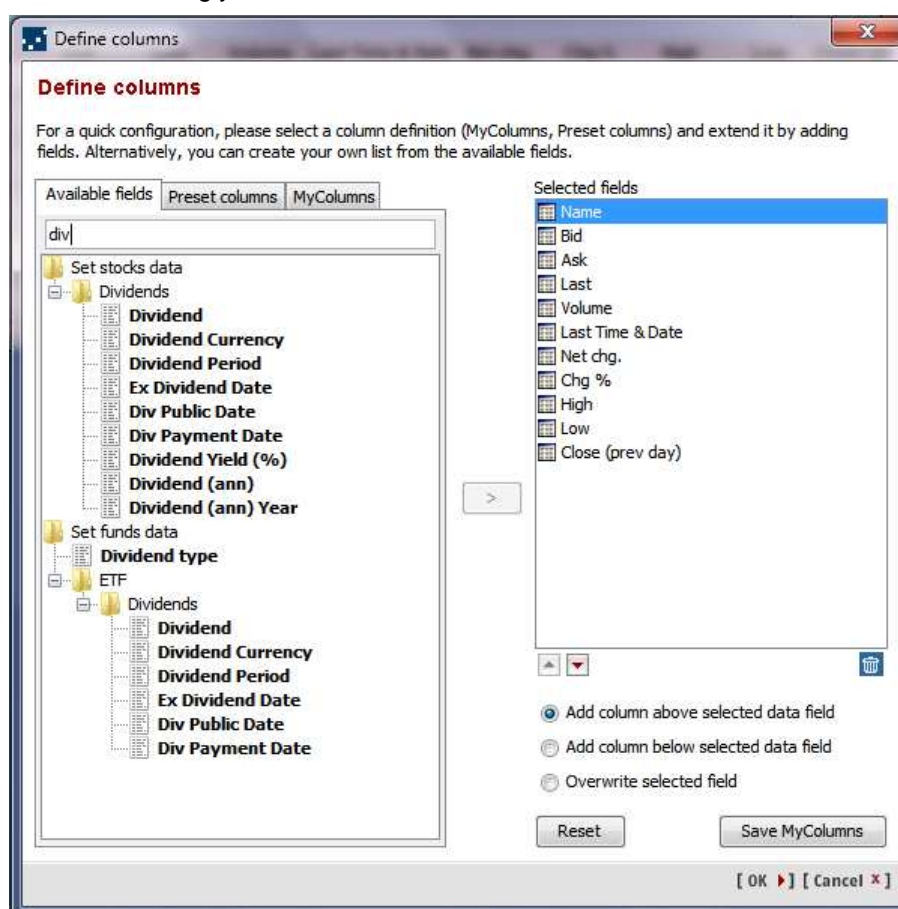 Define columns
Define columns
For a quick configuration, please select a column definition (MyColumns, Preset columns) and extend it by adding
fields. Alternatively, you can create your own list from the available fields.
Available fields Preset columns MyColumns
div
Set stocks data
Dividends
Dividend
Dividend Currency
Dividend Period
Ex Dividend Date
Div Public Date
Div Payment Date
Dividend Yield (%)
Dividend (ann)
Dividend (ann) Year
Set funds data
Dividend type
ETF
Dividends
Dividend
Dividend Currency
Dividend Period
Ex Dividend Date
Div Public Date
Div Payment Date
>
Selected fields
Name
Bid
Ask
Last
Volume
Last Time & Date
Net chg.
Chg %
High
Low
Close (prev day)
Add column above selected data field
Add column below selected data field
Overwrite selected field
Reset Save MyColumns
[ OK ] [ Cancel x ]